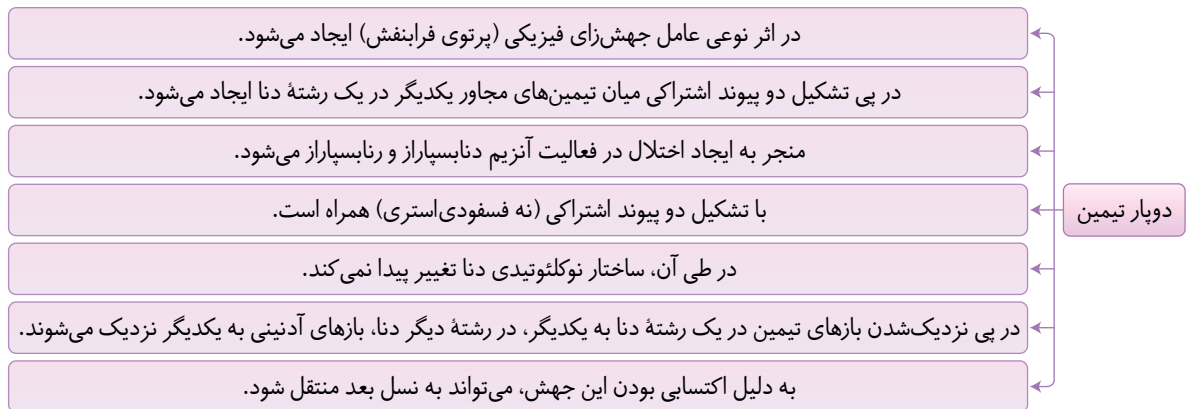 در اثر نوعی عامل جهش‌زای فیزیکی (پرتوی فرابنفش) ایجاد می‌شود.
در پی تشکیل دو پیوند اشتراکی میان تیمین‌های مجاور یکدیگر در یک رشتهٔ دنا ایجاد می‌شود.
منجر به ایجاد اختلال در فعالیت آنزیم دنابسپاراز و رنابسپاراز می‌شود.
دوپار تیمین
با تشکیل دو پیوند اشتراکی (نه فسفودی‌استری) همراه است.
در طی آن، ساختار نوکلئوتیدی دنا تغییر پیدا نمی‌کند.
در پی نزدیک‌شدن بازهای تیمین در یک رشتهٔ دنا به یکدیگر، در رشتهٔ دیگر دنا، بازهای آدنینی به یکدیگر نزدیک می‌شوند.
به دلیل اکتسابی بودن این جهش، می‌تواند به نسل بعد منتقل شود.